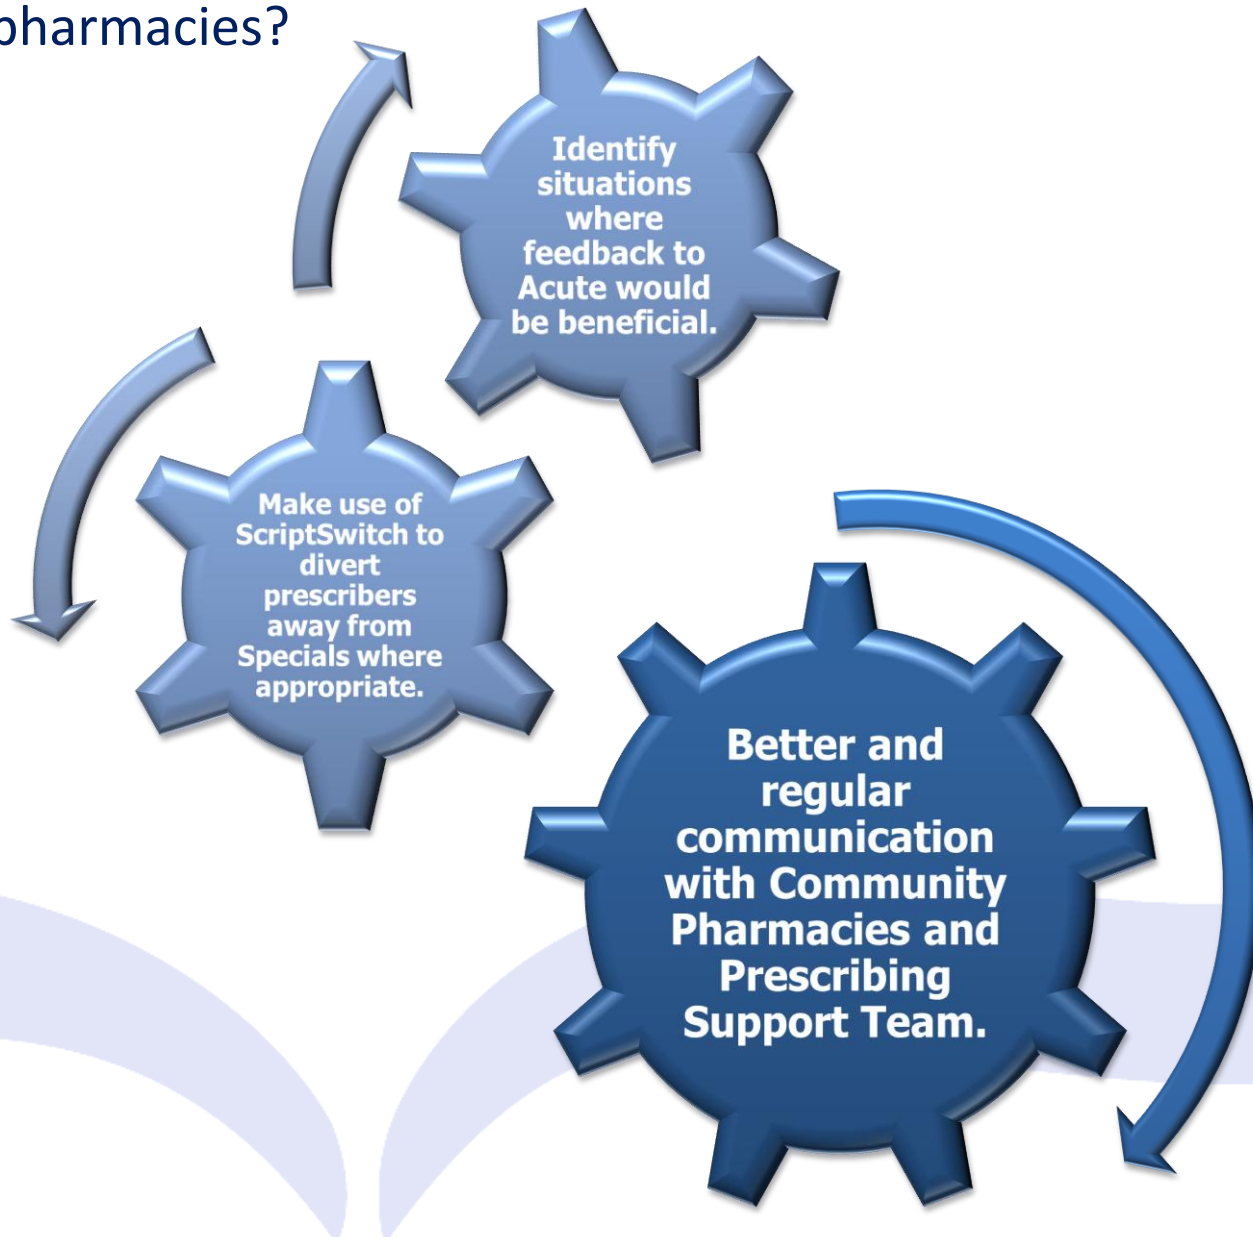 pharmacies?
Identify
situations
where
feedback to
Acute would
be beneficial.
Make use of
ScriptSwitch to
divert
prescribers
away from
Specials where
appropriate.
Better and
regular
communication
with Community
Pharmacies and
Prescribing
Support Team.